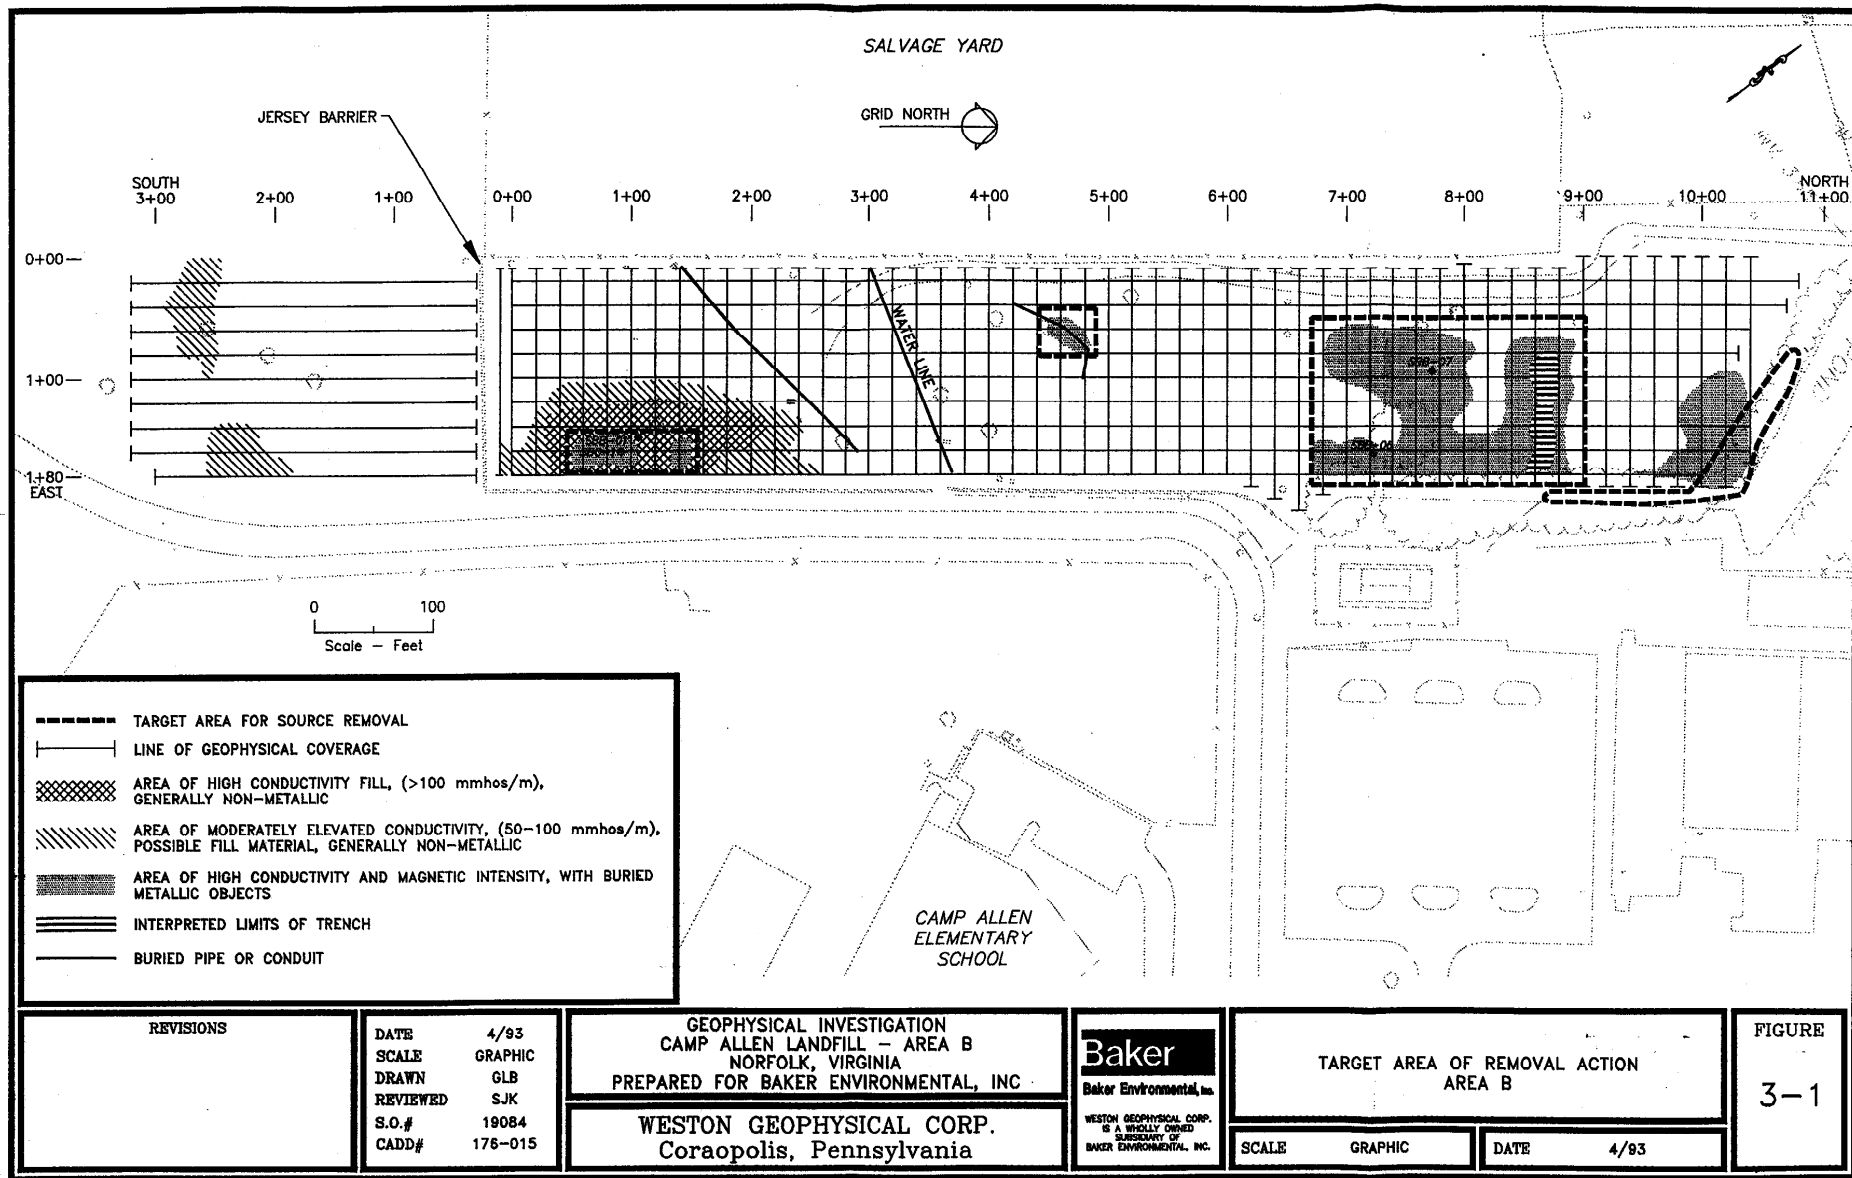 SALVAGE YARD
JERSEY BARRIER
GRID NORTH
SOUTH
3+00
2+00
1+00
0+00
1+00
2+00
3+00
4+00
5+00
6+00
7+00
8+00
9+00
10+00
NORTH
11+00
0+00
1+00
1+80
EAST
WATER LINE
0 100
Scale - Feet
TARGET AREA FOR SOURCE REMOVAL
LINE OF GEOPHYSICAL COVERAGE
AREA OF HIGH CONDUCTIVITY FILL, (>100 mmhos/m),
GENERALLY NON-METALLIC
AREA OF MODERATELY ELEVATED CONDUCTIVITY, (50-100 mmhos/m),
POSSIBLE FILL MATERIAL, GENERALLY NON-METALLIC
AREA OF HIGH CONDUCTIVITY AND MAGNETIC INTENSITY, WITH BURIED
METALLIC OBJECTS
INTERPRETED LIMITS OF TRENCH
BURIED PIPE OR CONDUIT
CAMP ALLEN
ELEMENTARY
SCHOOL
REVISIONS
DATE 4/93
SCALE GRAPHIC
DRAWN GLB
REVIEWED SJK
S.O.# 19084
CADD# 175-015
GEOPHYSICAL INVESTIGATION
CAMP ALLEN LANDFILL - AREA B
NORFOLK, VIRGINIA
PREPARED FOR BAKER ENVIRONMENTAL, INC
WESTON GEOPHYSICAL CORP.
Coraopolis, Pennsylvania
Baker
Baker Environmental, Inc.
WESTON GEOPHYSICAL CORP.
IS A WHOLLY OWNED
SUBSIDIARY OF
BAKER ENVIRONMENTAL, INC.
TARGET AREA OF REMOVAL ACTION
AREA B
SCALE GRAPHIC
DATE 4/93
FIGURE
3-1